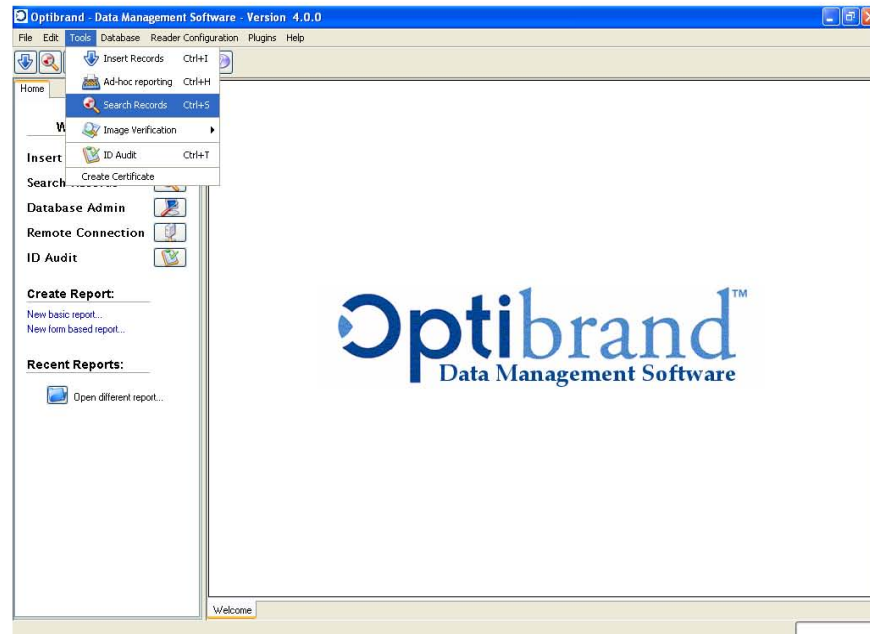 Optibrand - Data Management Software - Version 4.0.0
File Edit Tools Database Reader Configuration Plugins Help
Insert Records Ctrl+I
Ad-hoc reporting Ctrl+H
Search Records Ctrl+S
Image Verification
ID Audit Ctrl+T
Create Certificate
Home
W
Insert
Search Records
Database Admin
Remote Connection
ID Audit
Create Report:
New basic report...
New form based report...
Recent Reports:
Open different report...
Optibrand™
Data Management Software
Welcome